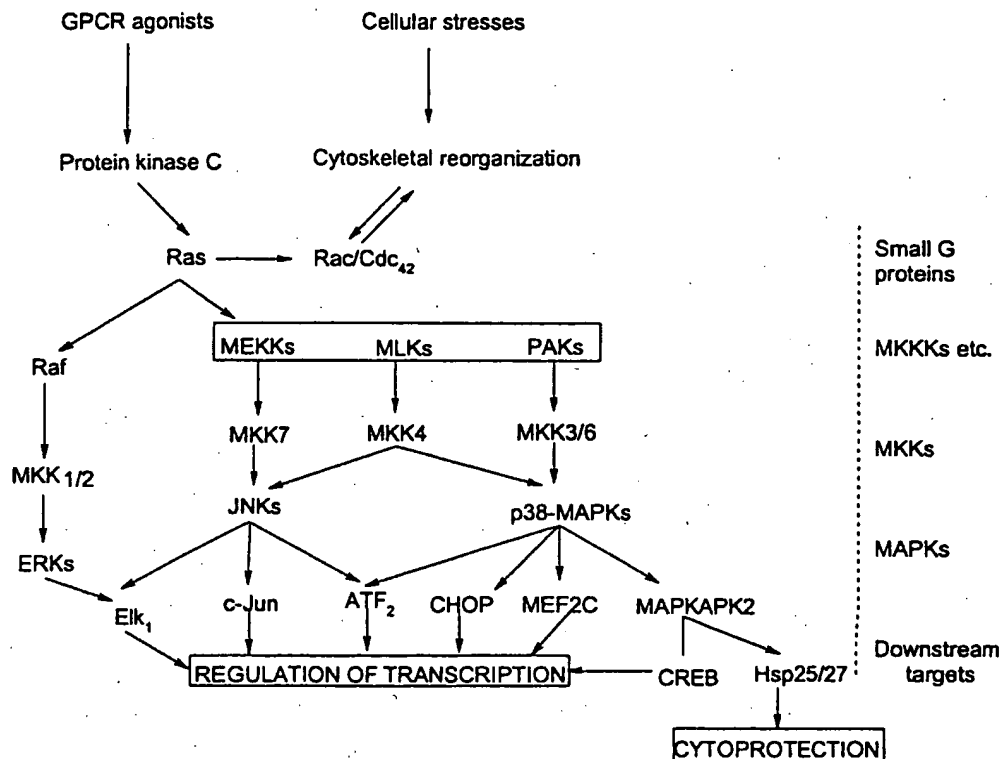 GPCR agonists Cellular stresses
Protein kinase C Cytoskeletal reorganization
Ras Rac/Cdc42 Small G
proteins
MEKKs MLKs PAKs MKKKs etc.
Raf
MKK7 MKK4 MKK3/6 MKKs
MKK1/2
JNKs p38-MAPKs
ERKs MAPKs
Elk1 c-Jun ATF2 CHOP MEF2C MAPKAPK2
REGULATION OF TRANSCRIPTION CREB Hsp25/27 Downstream
targets
CYTOPROTECTION